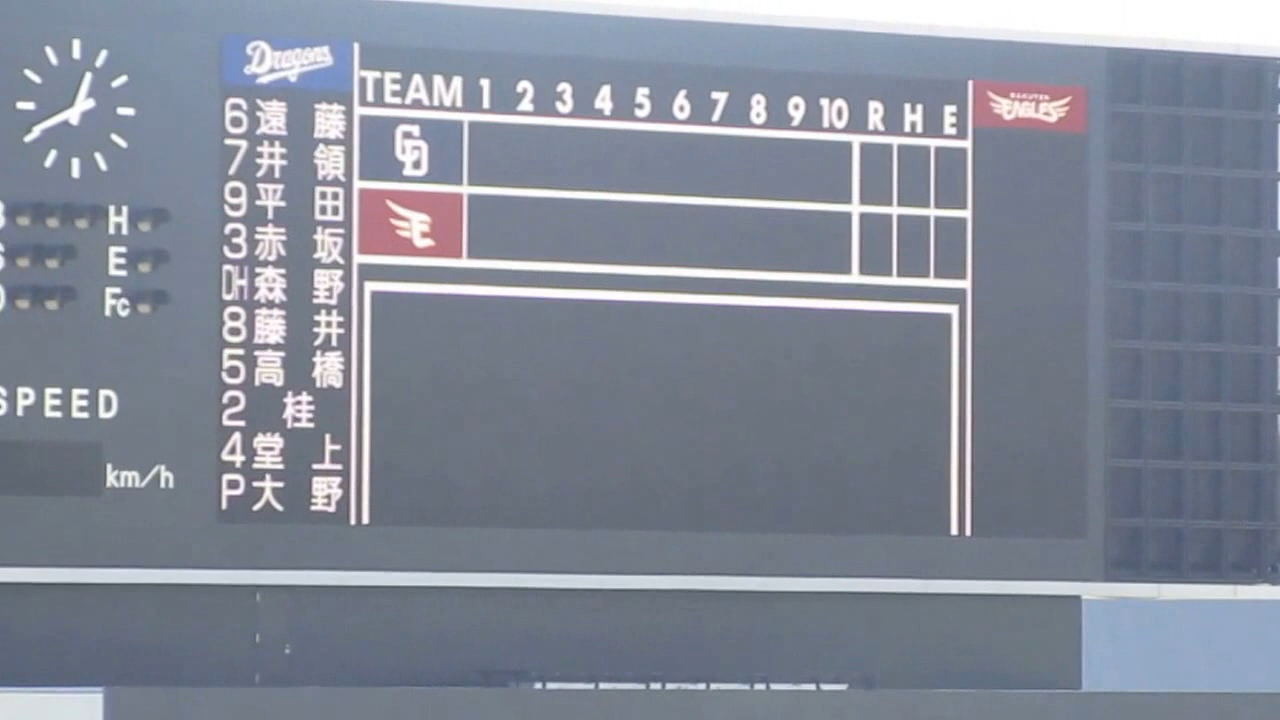 Dragons
6 遠 藤
7 井 領
9 平 田
3 赤 坂
DH 森 野
8 藤 井
5 高 橋
2 桂
4 堂 上
P 大 野
TEAM 1 2 3 4 5 6 7 8 9 10 R H E
CD
E
RAKUTEN
EAGLES
B H
S E
O Fc
SPEED
km/h